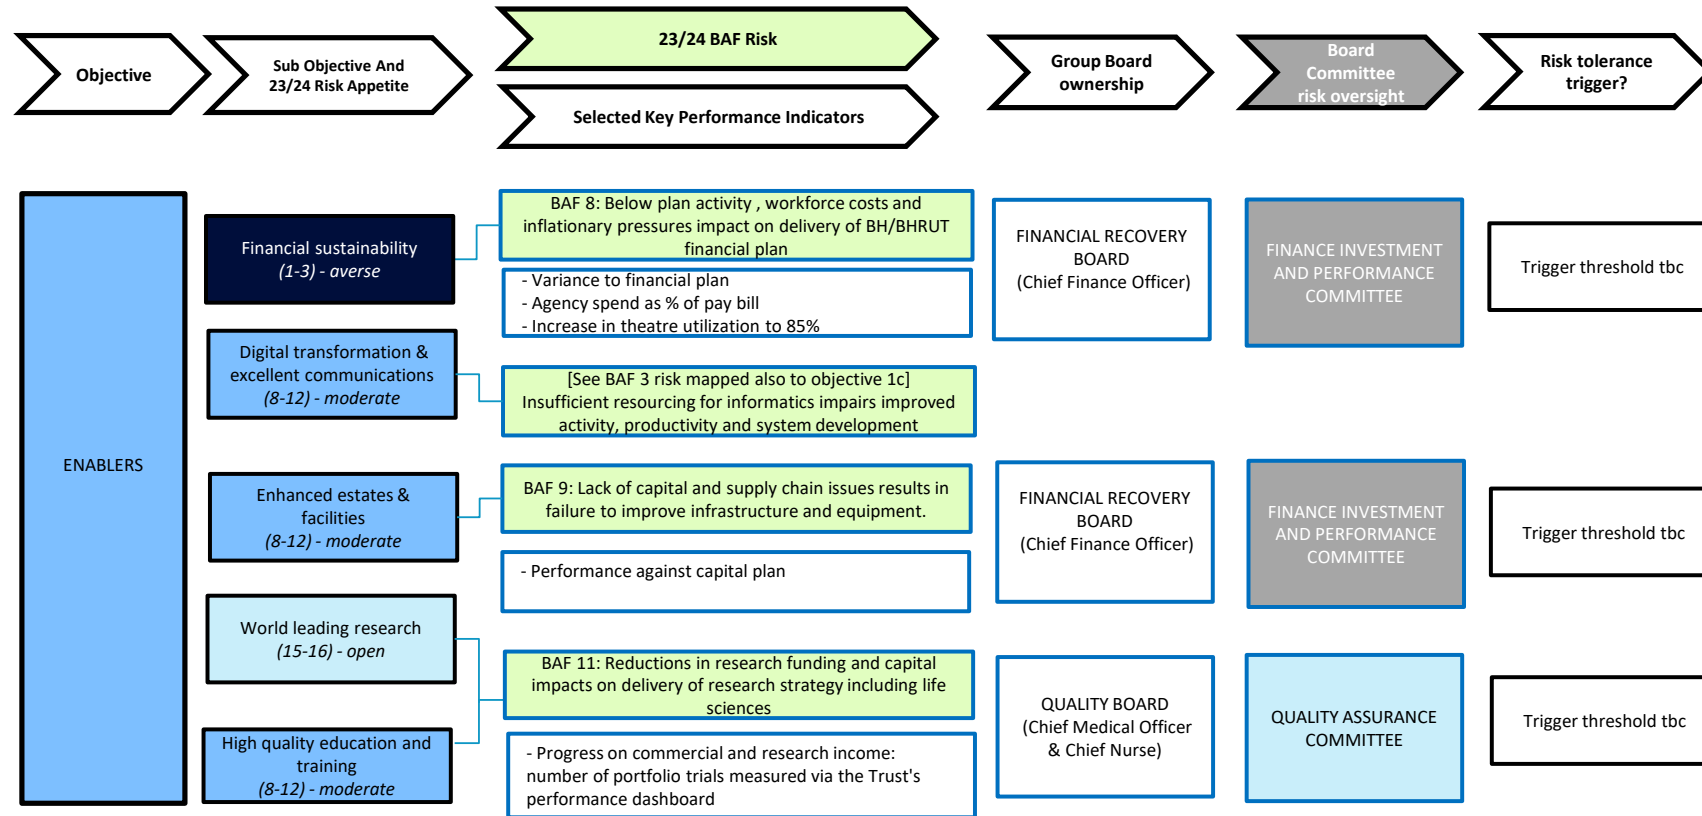 Objective
Sub Objective And
23/24 Risk Appetite
23/24 BAF Risk
Selected Key Performance Indicators
Group Board
ownership
Board
Committee
risk oversight
Risk tolerance
trigger?
ENABLERS
Financial sustainability
(1-3) - averse
BAF 8: Below plan activity , workforce costs and
inflationary pressures impact on delivery of BH/BHRUT
financial plan
- Variance to financial plan
- Agency spend as % of pay bill
- Increase in theatre utilization to 85%
FINANCIAL RECOVERY
BOARD
(Chief Finance Officer)
FINANCE INVESTMENT
AND PERFORMANCE
COMMITTEE
Trigger threshold tbc
Digital transformation &
excellent communications
(8-12) - moderate
[See BAF 3 risk mapped also to objective 1c]
Insufficient resourcing for informatics impairs improved
activity, productivity and system development
Enhanced estates &
facilities
(8-12) - moderate
BAF 9: Lack of capital and supply chain issues results in
failure to improve infrastructure and equipment.
- Performance against capital plan
FINANCIAL RECOVERY
BOARD
(Chief Finance Officer)
FINANCE INVESTMENT
AND PERFORMANCE
COMMITTEE
Trigger threshold tbc
World leading research
(15-16) - open
BAF 11: Reductions in research funding and capital
impacts on delivery of research strategy including life
sciences
High quality education and
training
(8-12) - moderate
- Progress on commercial and research income:
number of portfolio trials measured via the Trust's
performance dashboard
QUALITY BOARD
(Chief Medical Officer
& Chief Nurse)
QUALITY ASSURANCE
COMMITTEE
Trigger threshold tbc